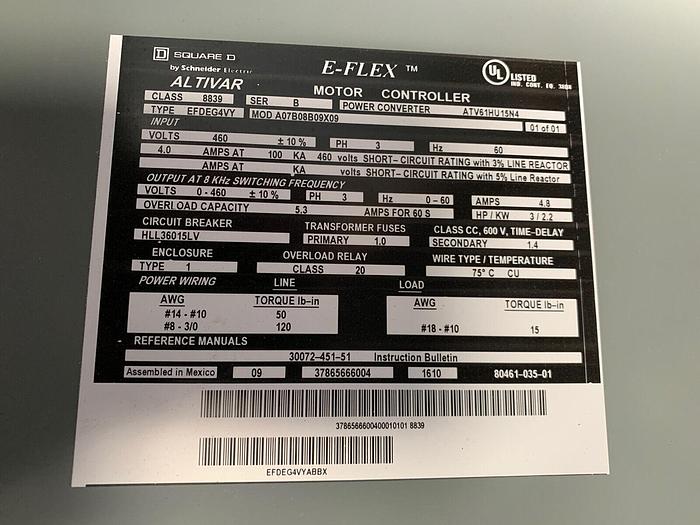 D SQUARE D
by Schneider Electric
E-FLEX ™
UL LISTED
IND. CONT. EQ.
ALTIVAR MOTOR CONTROLLER
CLASS 8839 SER B POWER CONVERTER ATV61HU15N4
TYPE EFDEG4VY MOD A07B08B09X09 01 of 01
INPUT
VOLTS 460 ± 10 % PH 3 Hz 60
4.0 AMPS AT 100 KA 460 volts SHORT- CIRCUIT RATING with 3% LINE REACTOR
AMPS AT KA volts SHORT- CIRCUIT RATING with 5% Line Reactor
OUTPUT AT 8 KHz SWITCHING FREQUENCY
VOLTS 0 - 460 ± 10 % PH 3 Hz 0 - 60 AMPS 4.8
OVERLOAD CAPACITY 5.3 AMPS FOR 60 S HP / KW 3 / 2.2
CIRCUIT BREAKER TRANSFORMER FUSES CLASS CC, 600 V, TIME-DELAY
HLL36015LV PRIMARY 1.0 SECONDARY 1.4
ENCLOSURE OVERLOAD RELAY WIRE TYPE / TEMPERATURE
TYPE 1 CLASS 20 75° C CU
POWER WIRING LINE LOAD
AWG TORQUE lb-in AWG TORQUE lb-in
#14 - #10 50
#8 - 3/0 120 #18 - #10 15
REFERENCE MANUALS
30072-451-51 Instruction Bulletin
Assembled in Mexico 09 37865666004 1610 80461-035-01
3786566600400010101 8839
EFDEG4VYABBX